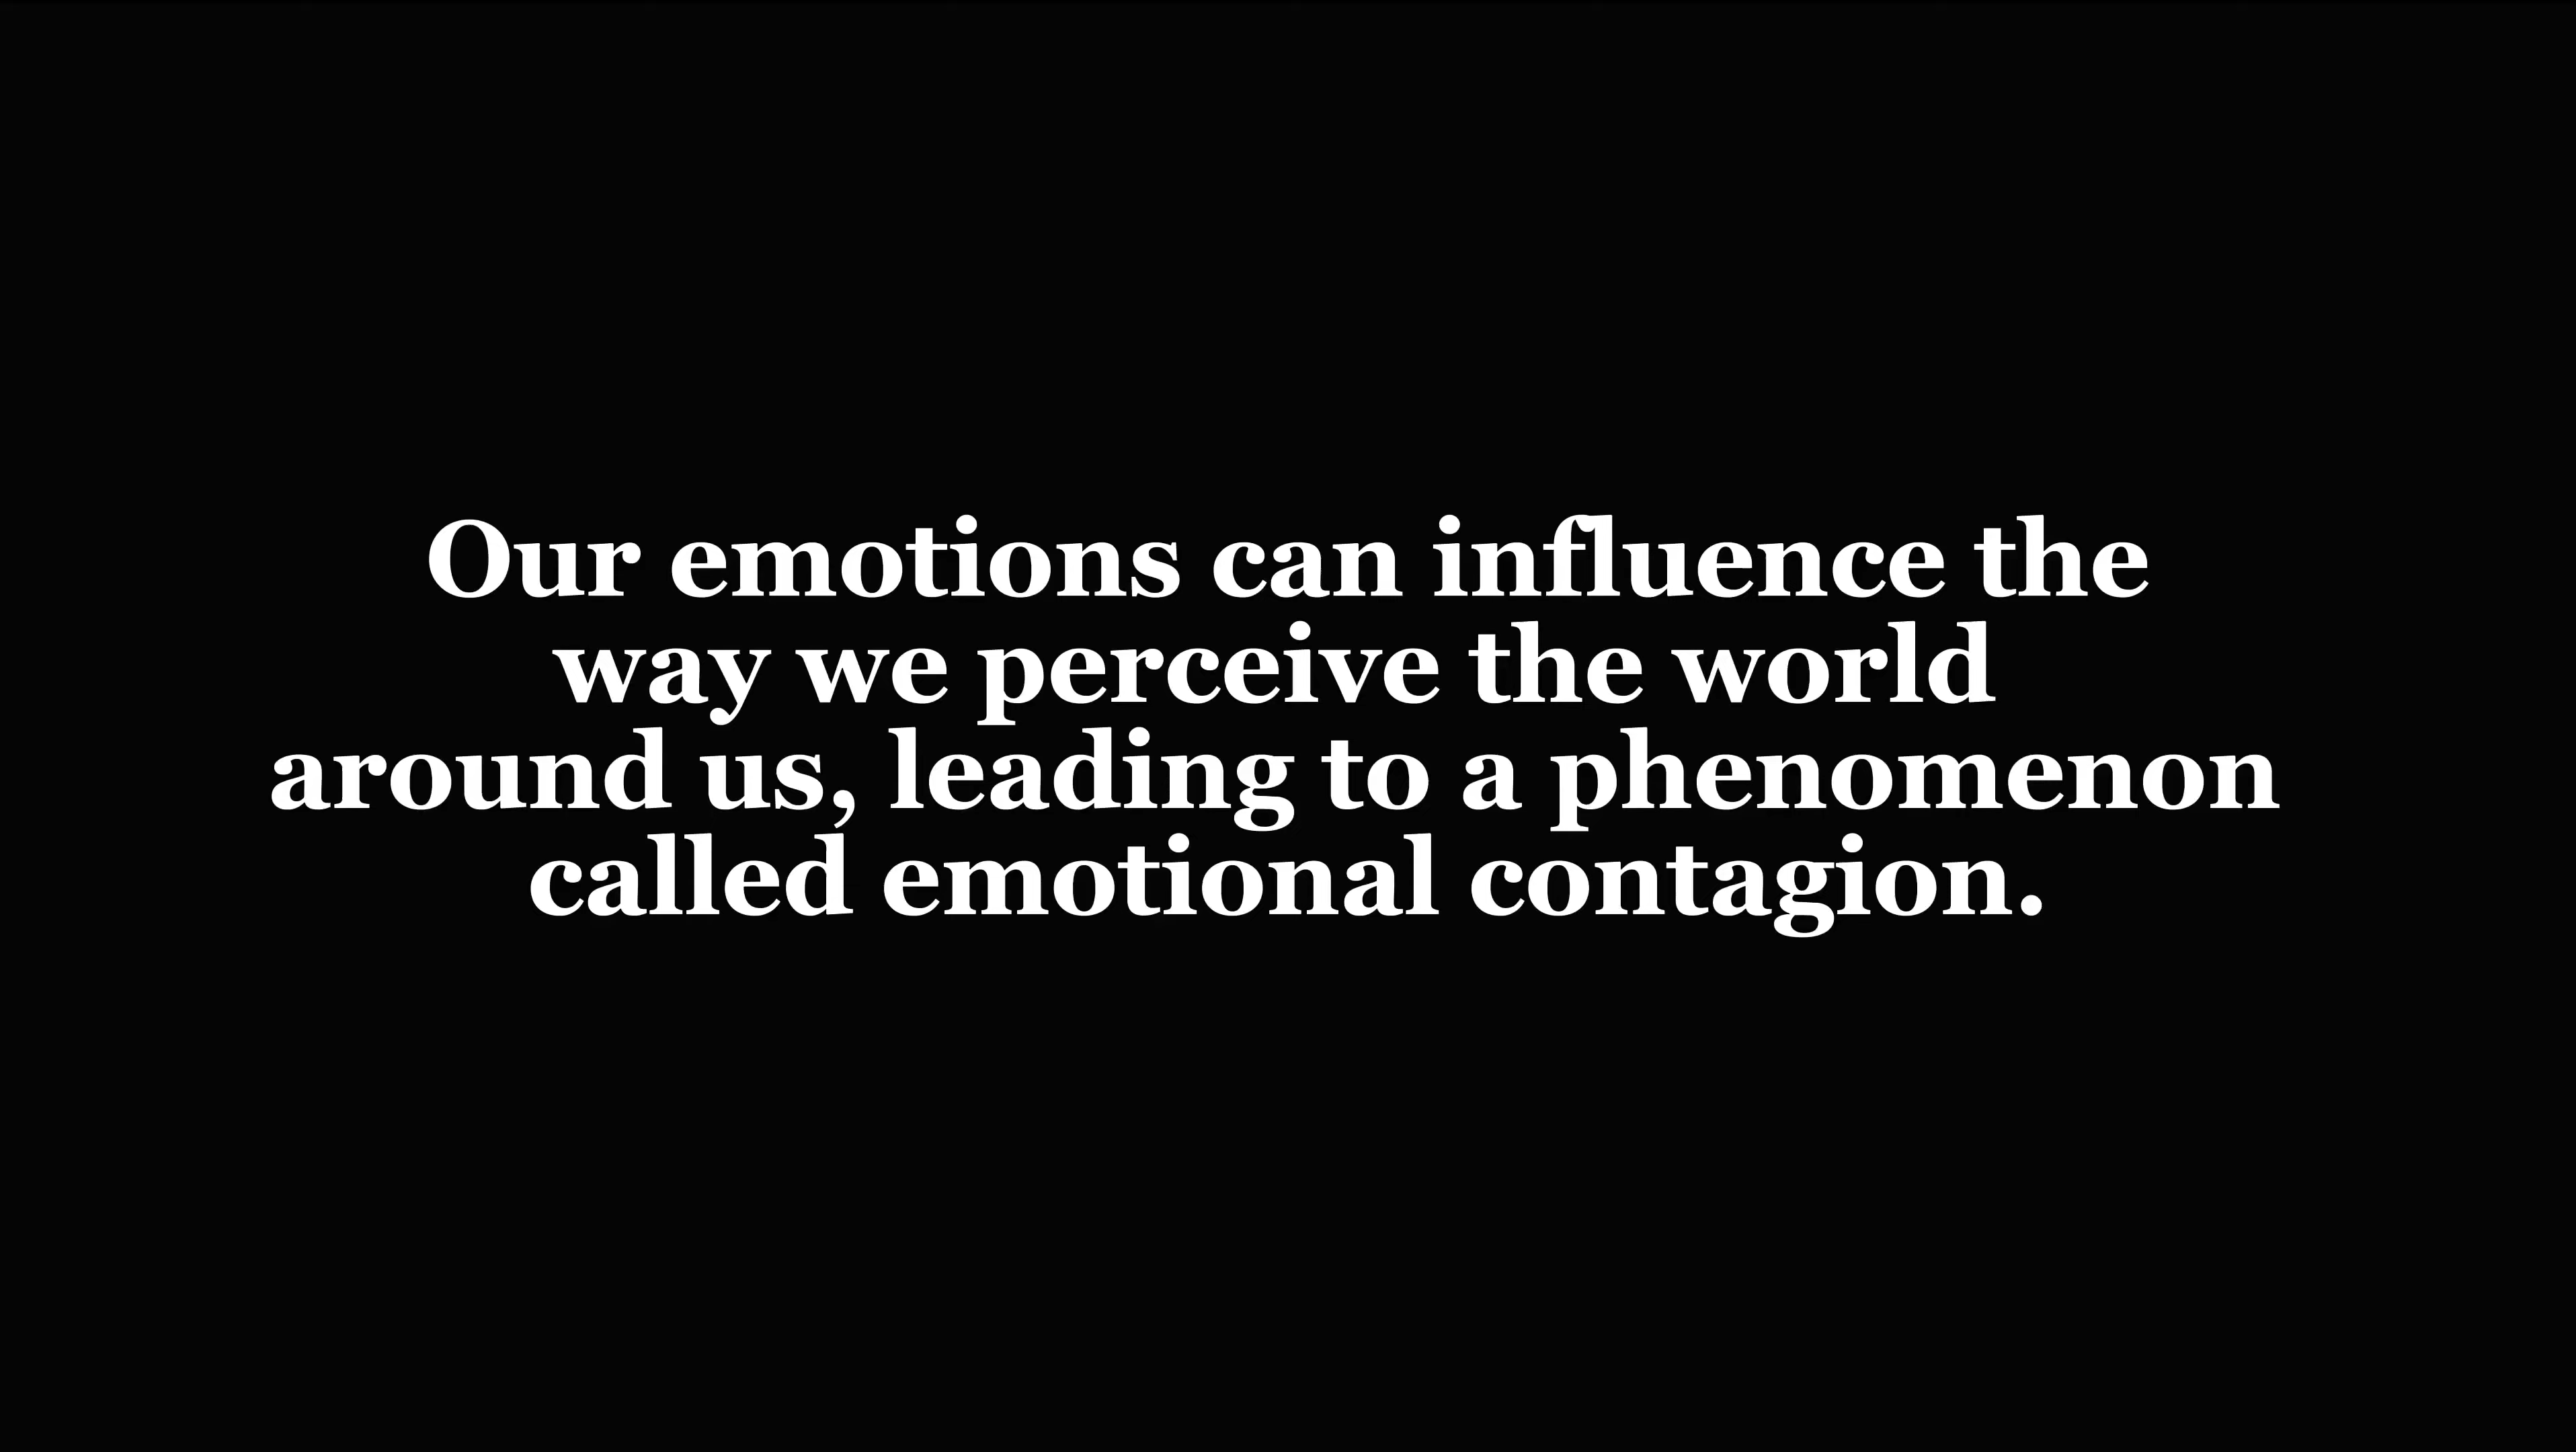 Our emotions can influence the
way we perceive the world
around us, leading to a phenomenon
called emotional contagion.